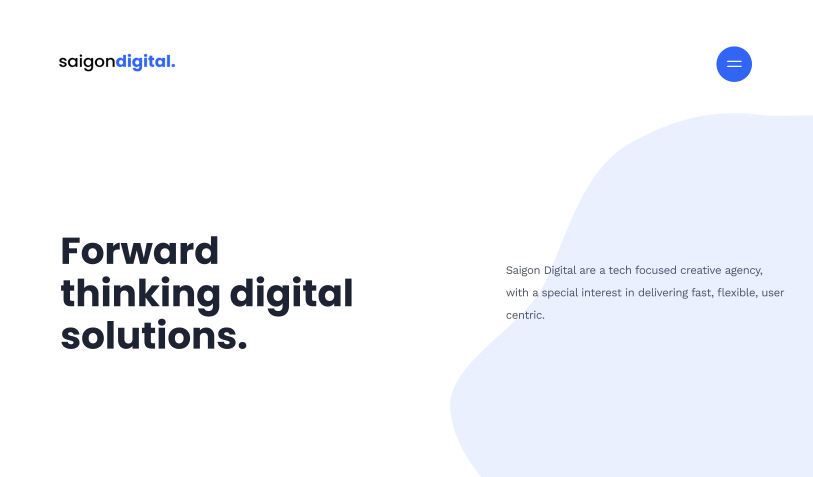 saigondigital.
Forward
thinking digital
solutions.
Saigon Digital are a tech focused creative agency,
with a special interest in delivering fast, flexible, user
centric.